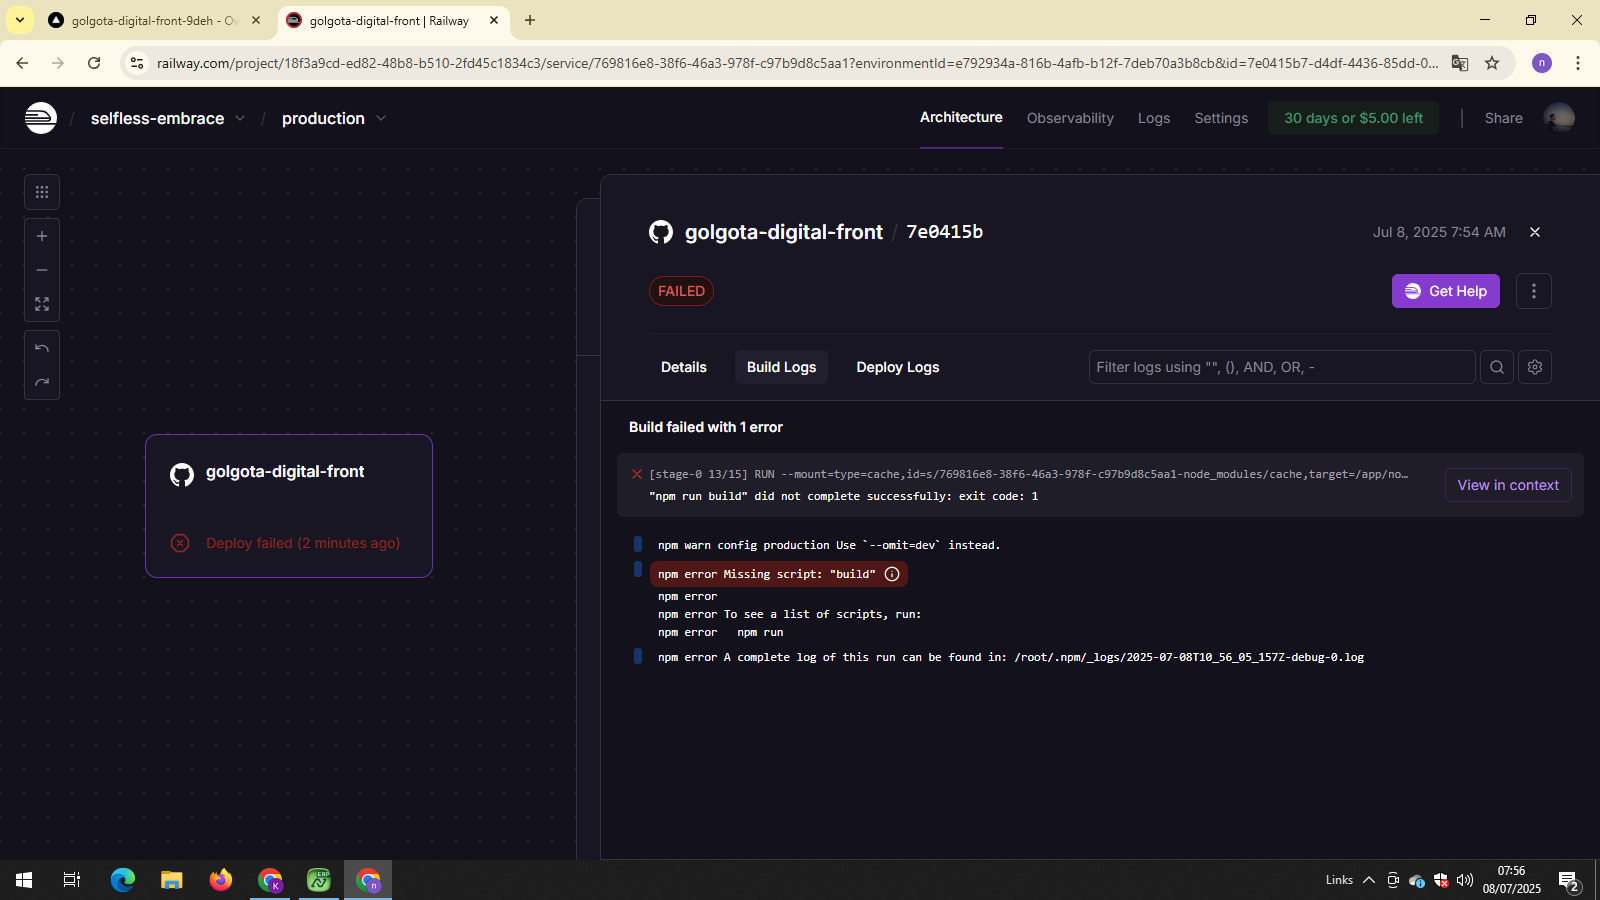 golgota-digital-front-9deh - Ov
golgota-digital-front | Railway
railway.com/project/18f3a9cd-ed82-48b8-b510-2fd45c1834c3/service/769816e8-38f6-46a3-978f-c97b9d8c5aa1?environmentId=e792934a-816b-4afb-b12f-7deb70a3b8cb&id=7e0415b7-d4df-4436-85dd-0...
n
/ selfless-embrace / production
Architecture
Observability
Logs
Settings
30 days or $5.00 left
Share
golgota-digital-front / 7e0415b
Jul 8, 2025 7:54 AM
FAILED
Get Help
Details
Build Logs
Deploy Logs
Filter logs using "", (), AND, OR, -
Build failed with 1 error
[stage-0 13/15] RUN --mount=type=cache,id=s/769816e8-38f6-46a3-978f-c97b9d8c5aa1-node_modules/cache,target=/app/no…
"npm run build" did not complete successfully: exit code: 1
View in context
npm warn config production Use `--omit=dev` instead.
npm error Missing script: "build"
npm error
npm error To see a list of scripts, run:
npm error   npm run
npm error A complete log of this run can be found in: /root/.npm/_logs/2025-07-08T10_56_05_157Z-debug-0.log
golgota-digital-front
Deploy failed (2 minutes ago)
K
ERP
n
Links
07:56
08/07/2025
2